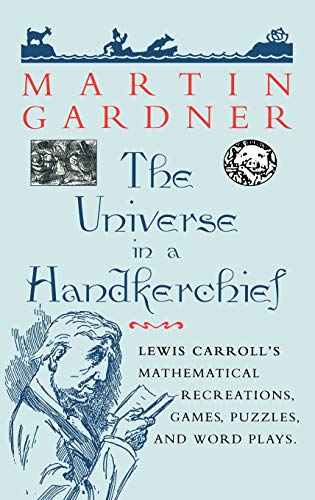 MARTIN
GARDNER
The
Universe
in a
Handkerchief
LEWIS CARROLL'S
MATHEMATICAL
RECREATIONS,
GAMES, PUZZLES,
AND WORD PLAYS.